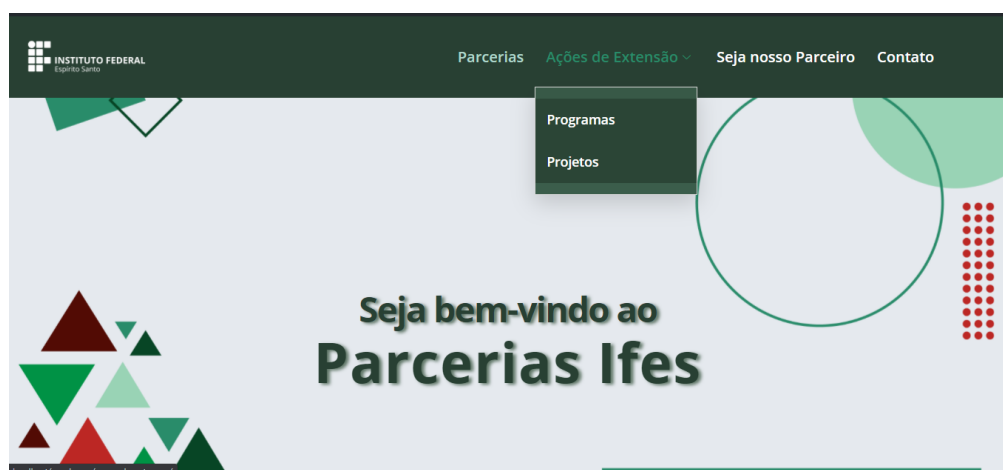 INSTITUTO FEDERAL
Espírito Santo
Parcerias Ações de Extensão Seja nosso Parceiro Contato
Programas
Projetos
Seja bem-vindo ao
Parcerias Ifes